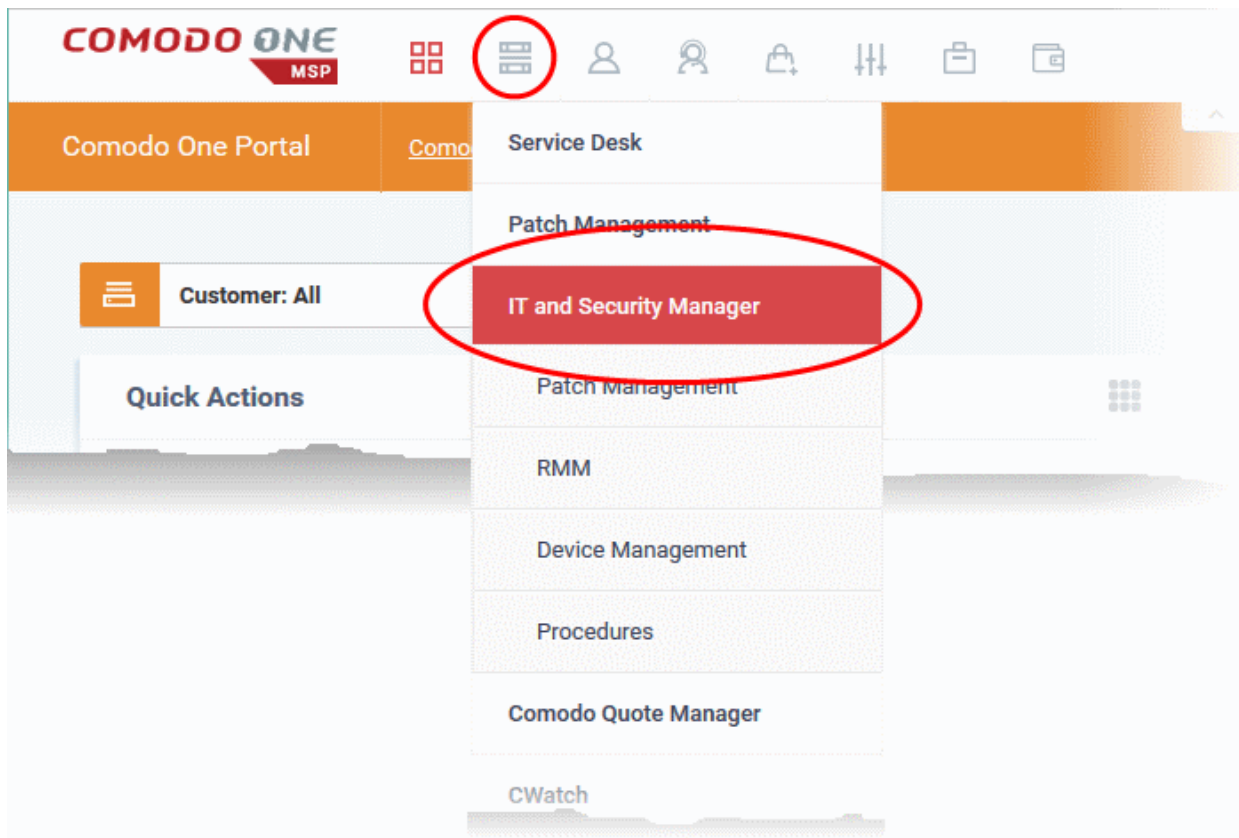 COMODO ONE
MSP
Comodo One Portal
Como
Service Desk
Patch Management
IT and Security Manager
Customer: All
Quick Actions
Patch Management
RMM
Device Management
Procedures
Comodo Quote Manager
CWatch